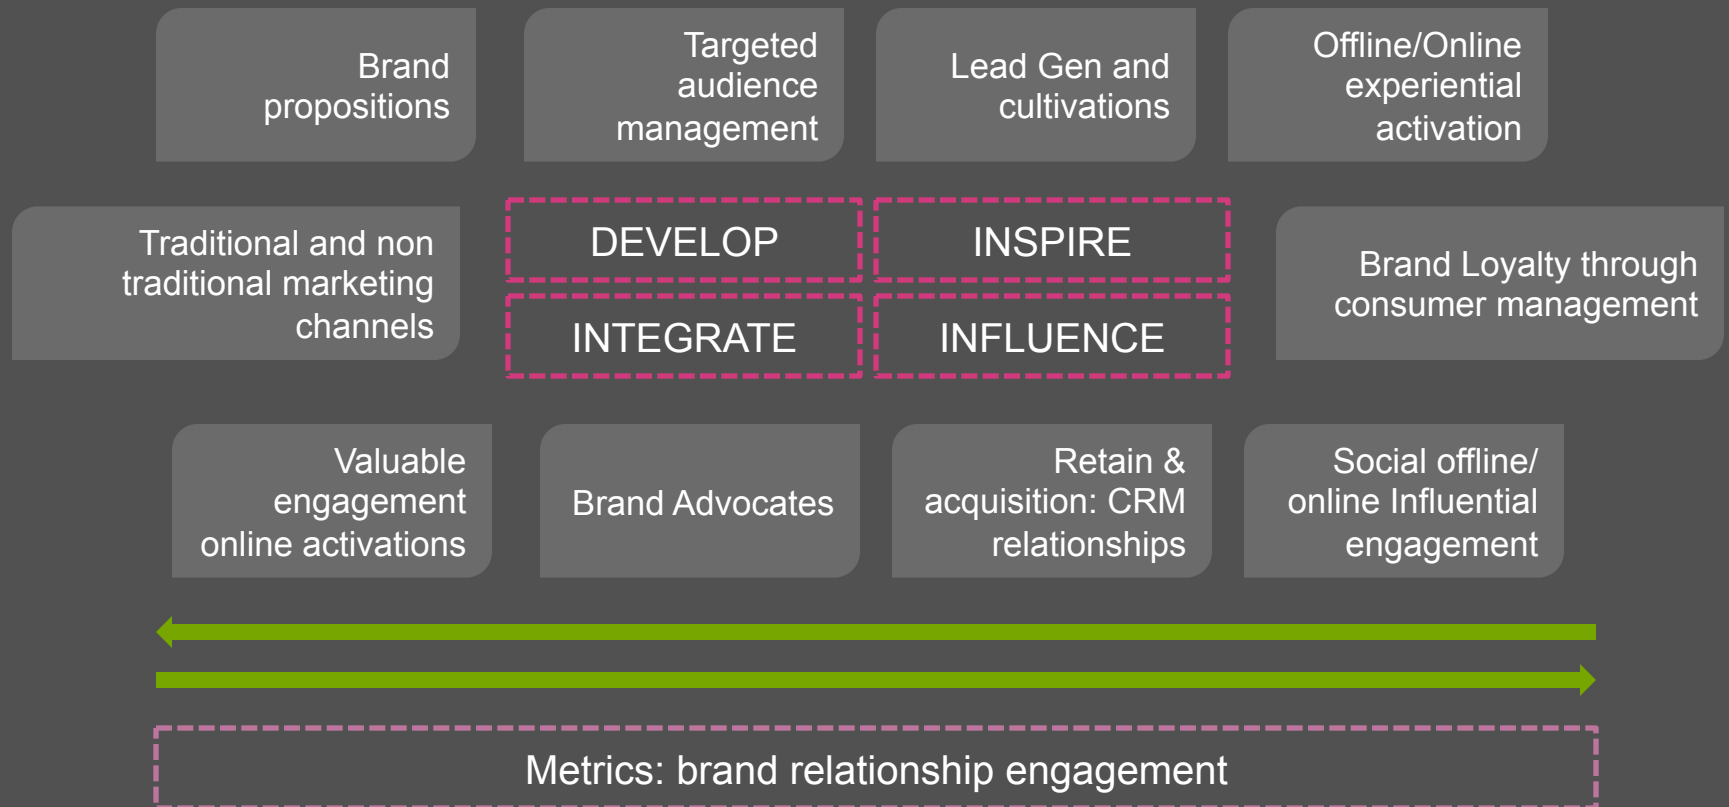 Brand
propositions
Targeted
audience
management
Lead Gen and
cultivations
Offline/Online
experiential
activation
Traditional and non
traditional marketing
channels
DEVELOP
INSPIRE
INTEGRATE
INFLUENCE
Brand Loyalty through
consumer management
Valuable
engagement
online activations
Brand Advocates
Retain &
acquisition: CRM
relationships
Social offline/
online Influential
engagement
Metrics: brand relationship engagement